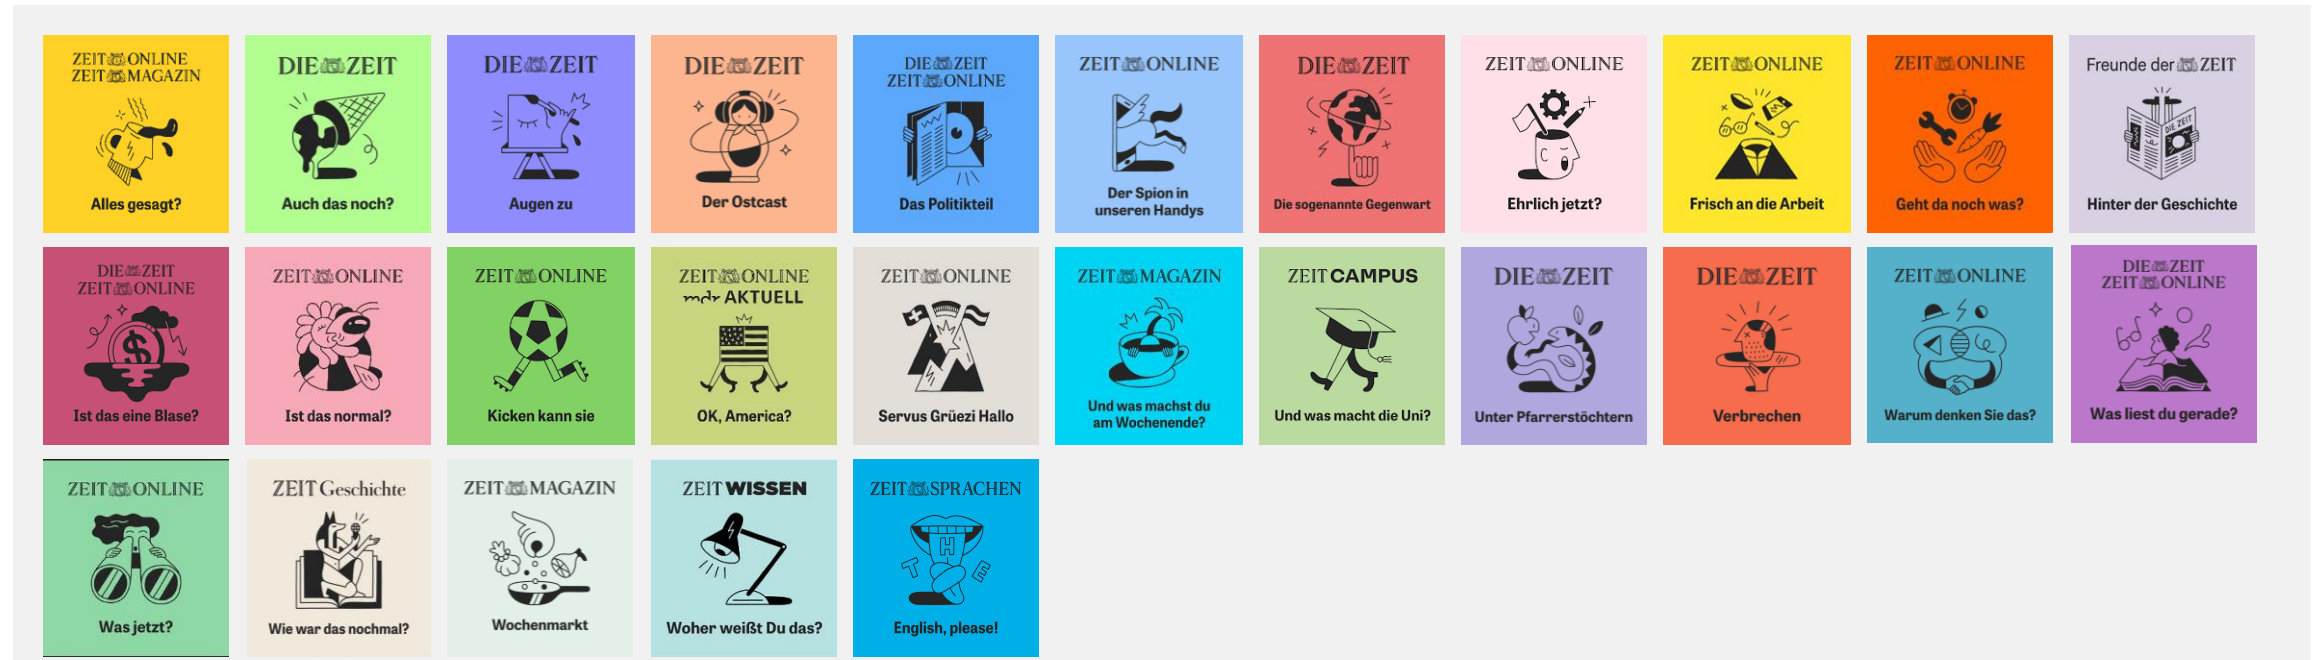 ZEIT ONLINE
ZEIT MAGAZIN
Alles gesagt?
DIE ZEIT
Auch das noch?
DIE ZEIT
Augen zu
DIE ZEIT
Der Ostcast
DIE ZEIT
ZEIT ONLINE
Das Politikteil
ZEIT ONLINE
Der Spion in
unseren Handys
DIE ZEIT
Die sogenannte Gegenwart
ZEIT ONLINE
Ehrlich jetzt?
ZEIT ONLINE
Frisch an die Arbeit
ZEIT ONLINE
Geht da noch was?
Freunde der ZEIT
DIE ZEIT
Hinter der Geschichte
DIE ZEIT
ZEIT ONLINE
$
Ist das eine Blase?
ZEIT ONLINE
Ist das normal?
ZEIT ONLINE
Kicken kann sie
ZEIT ONLINE
mdr AKTUELL
OK, America?
ZEIT ONLINE
Servus Grüezi Hallo
ZEIT MAGAZIN
Und was machst du
am Wochenende?
ZEIT CAMPUS
Und was macht die Uni?
DIE ZEIT
Unter Pfarrerstöchtern
DIE ZEIT
Verbrechen
ZEIT ONLINE
Warum denken Sie das?
DIE ZEIT
ZEIT ONLINE
Was liest du gerade?
ZEIT ONLINE
Was jetzt?
ZEIT Geschichte
Wie war das nochmal?
ZEIT MAGAZIN
Wochenmarkt
ZEIT WISSEN
Woher weißt Du das?
ZEIT SPRACHEN
T H E
English, please!